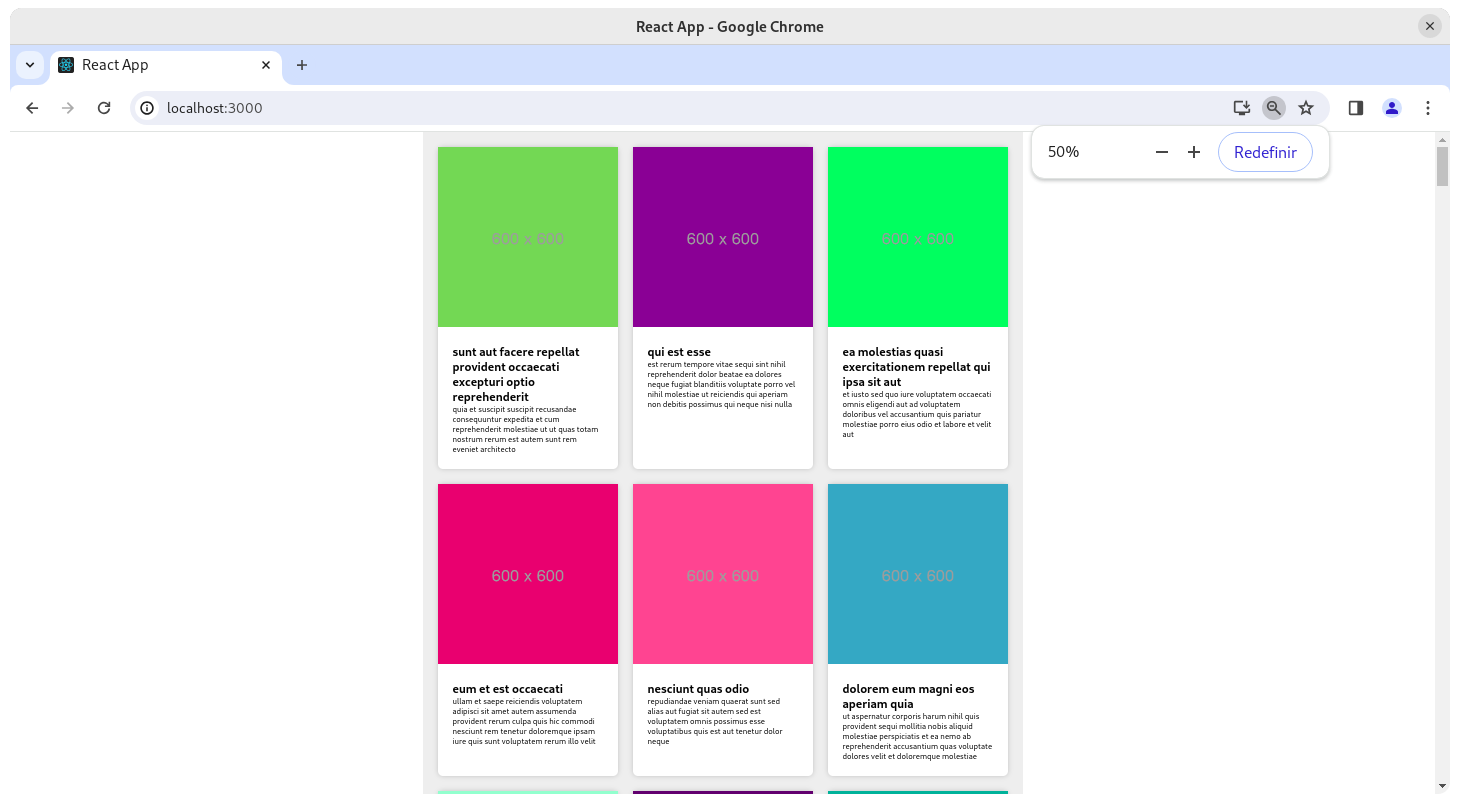 React App - Google Chrome
React App
localhost:3000
50%
Redefinir
600 x 600
600 x 600
600 x 600
sunt aut facere repellat
provident occaecati
excepturi optio
reprehenderit
quia et suscipit suscipit recusandae
consequuntur expedita et cum
reprehenderit molestiae ut ut quas totam
nostrum rerum est autem sunt rem
eveniet architecto
qui est esse
est rerum tempore vitae sequi sint nihil
reprehenderit dolor beatae ea dolores
neque fugiat blanditiis voluptate porro vel
nihil molestiae ut reiciendis qui aperiam
non debitis possimus qui neque nisi nulla
ea molestias quasi
exercitationem repellat qui
ipsa sit aut
et iusto sed quo iure voluptatem occaecati
omnis eligendi aut ad voluptatem
doloribus vel accusantium quis pariatur
molestiae porro eius odio et labore et velit
aut
600 x 600
600 x 600
600 x 600
eum et est occaecati
ullam et saepe reiciendis voluptatem
adipisci sit amet autem assumenda
provident rerum culpa quis hic commodi
nesciunt rem tenetur doloremque ipsam
iure quis sunt voluptatem rerum illo velit
nesciunt quas odio
repudiandae veniam quaerat sunt sed
alias aut fugiat sit autem sed est
voluptatem omnis possimus esse
voluptatibus quis est aut tenetur dolor
neque
dolorem eum magni eos
aperiam quia
ut aspernatur corporis harum nihil quis
provident sequi mollitia nobis aliquid
molestiae perspiciatis et ea nemo ab
reprehenderit accusantium quas voluptate
dolores velit et doloremque molestiae